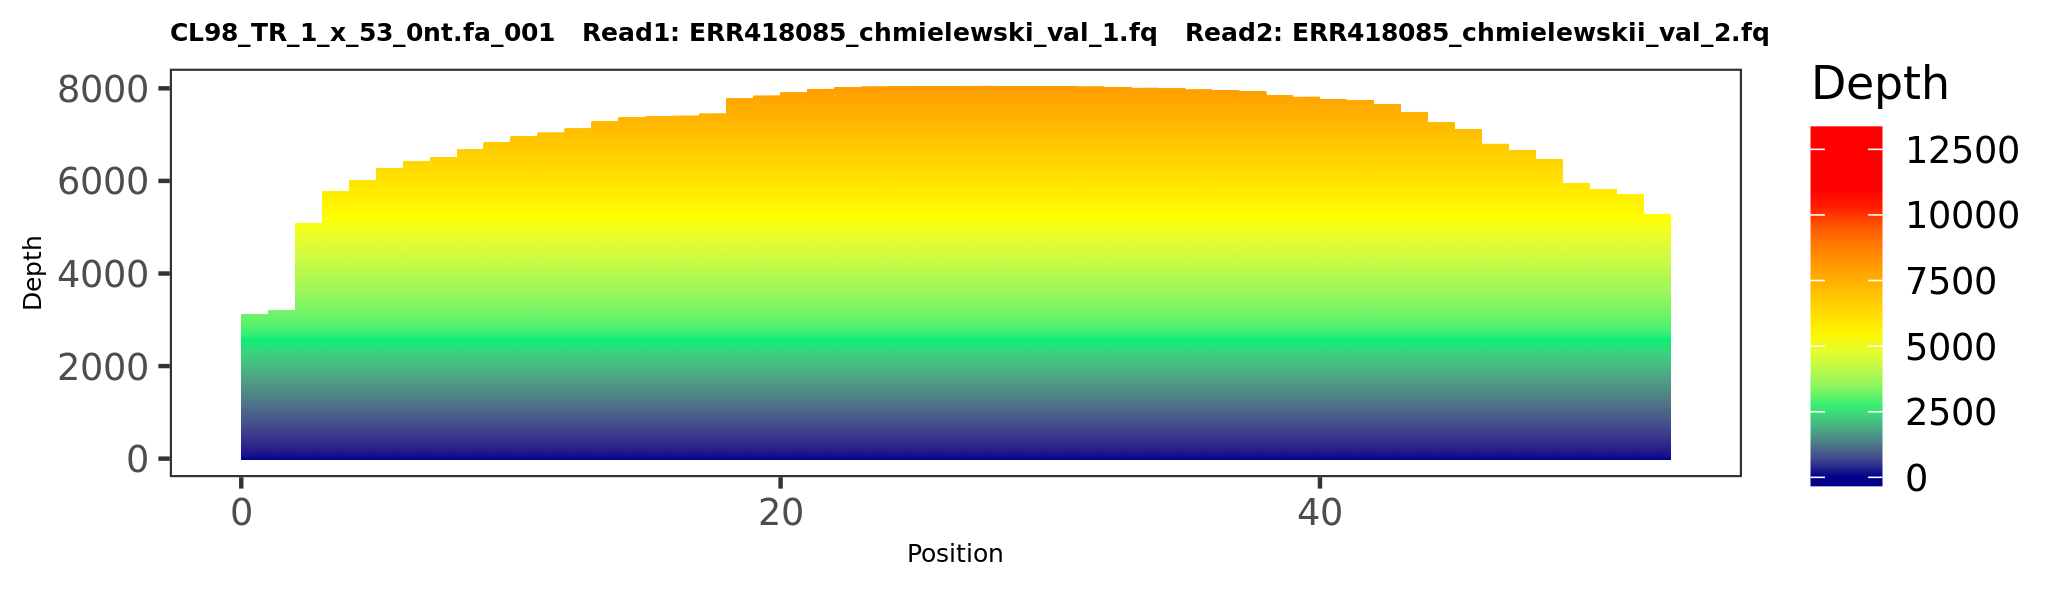 CL98_TR_1_x_53_0nt.fa_001 Read1: ERR418085_chmielewski_val_1.fq Read2: ERR418085_chmielewskii_val_2.fq
Depth
8000
6000
4000
2000
0
Depth
0 20 40
Position
12500
10000
7500
5000
2500
0